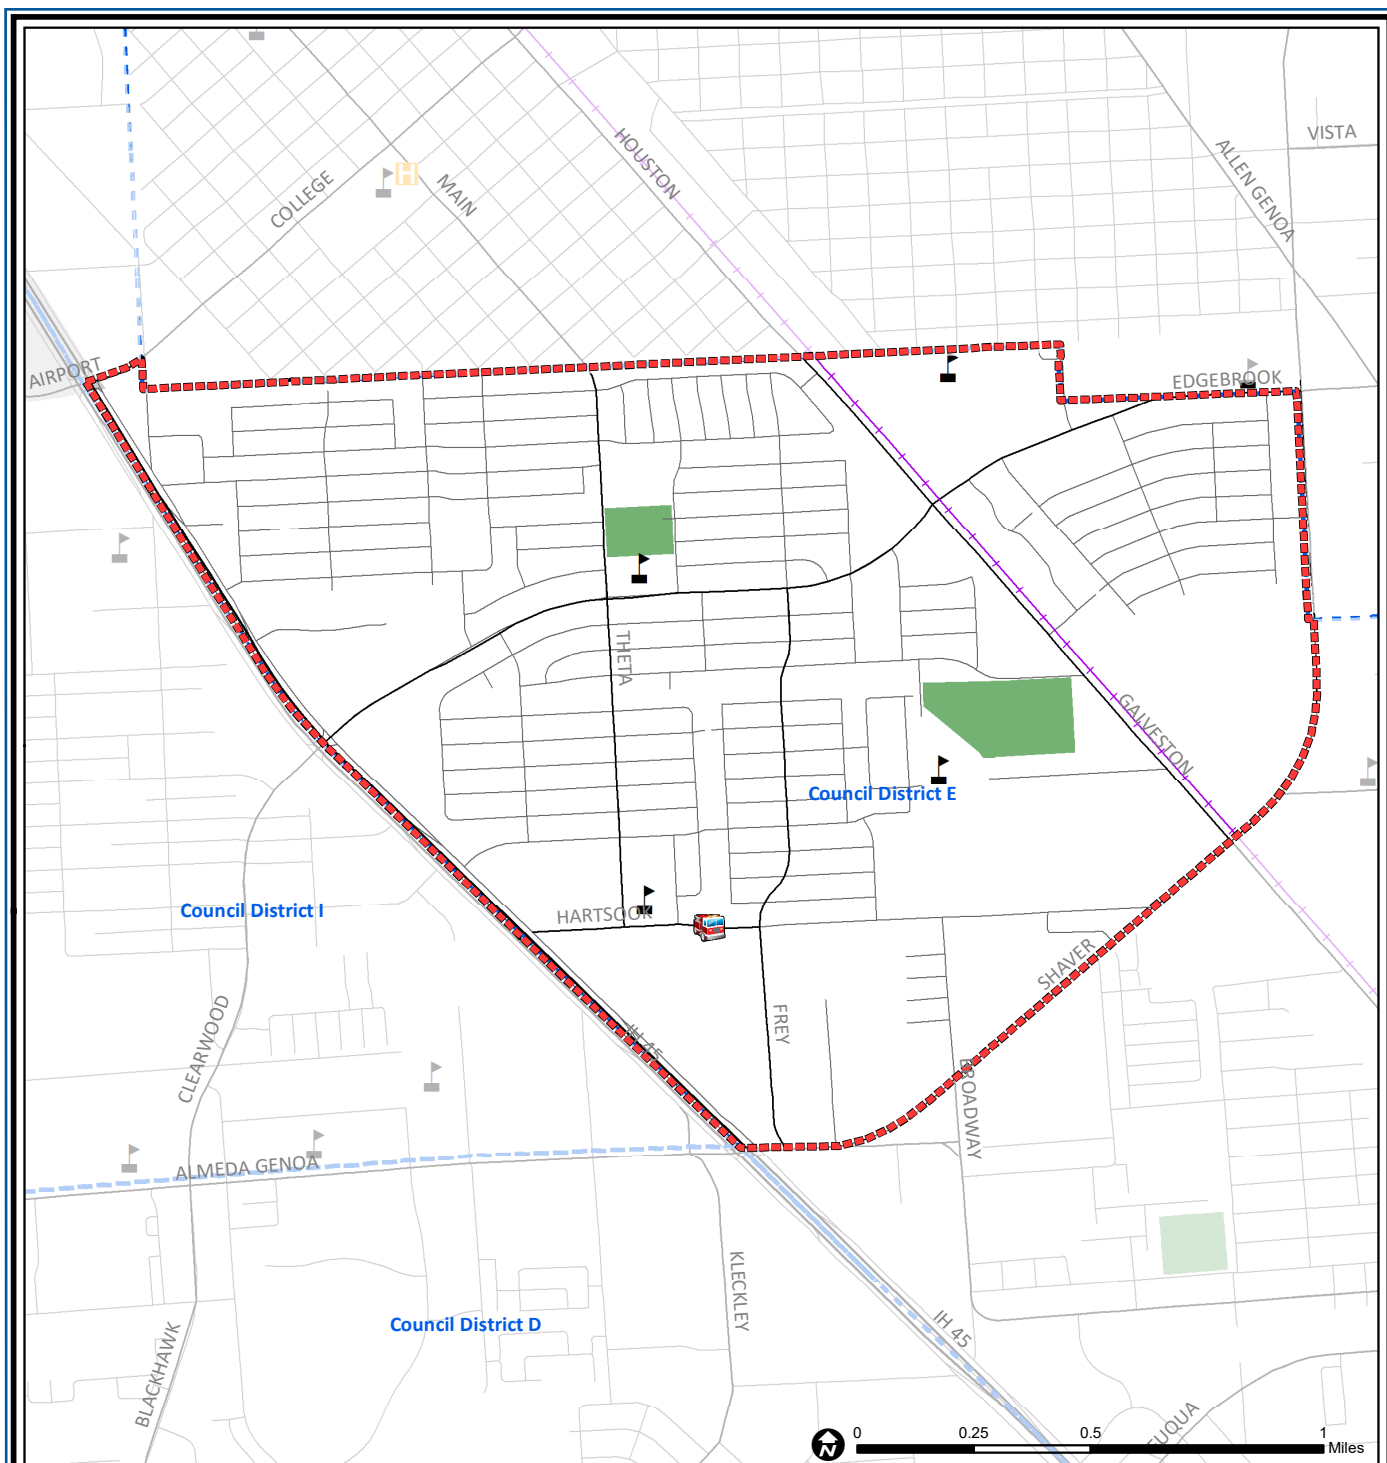 VISTA
HOUSTON
ALLEN GENOA
COLLEGE
MAIN
H
AIRPORT
EDGEBROOK
THETA
GALVESTON
Council District E
Council District I
HARTSOOK
SHAVER
CLEARWOOD
FREY
IH 45
BROADWAY
ALMEDA GENOA
KLECKLEY
Council District D
IH 45
BLACKHAWK
N
0 0.25 0.5 1
Miles